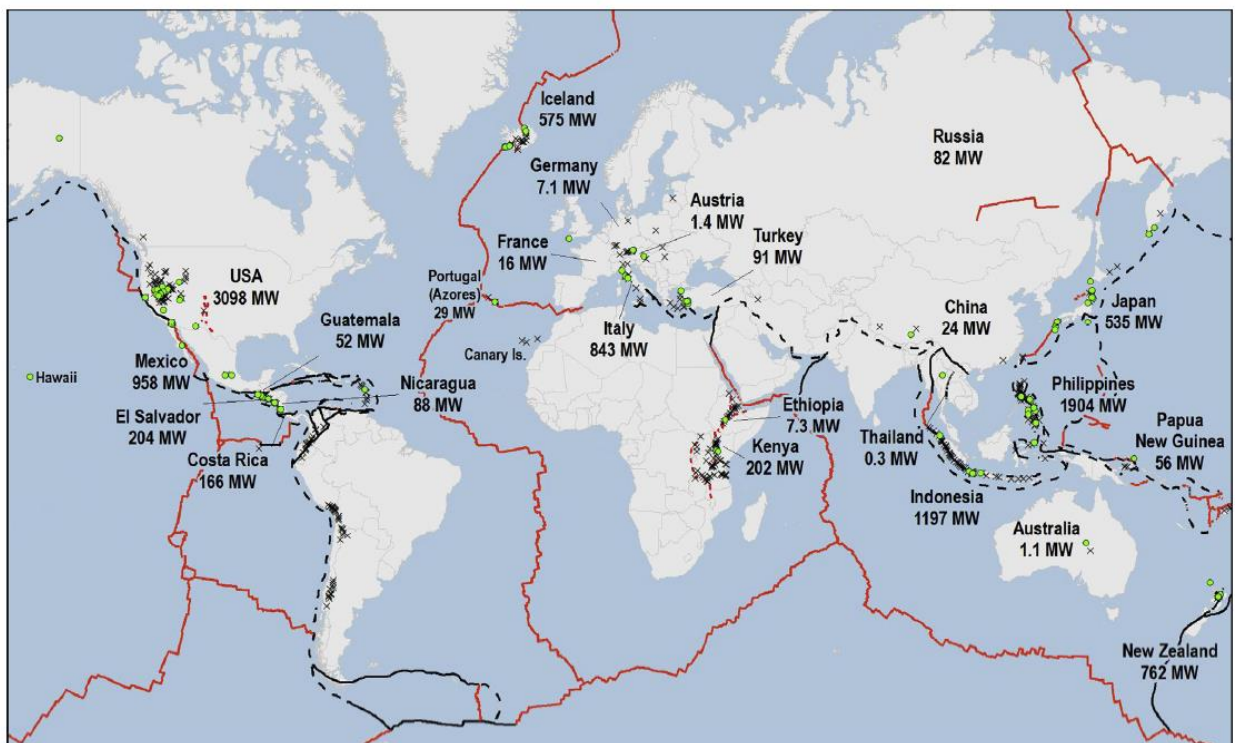 Iceland
575 MW
Russia
82 MW
Germany
7.1 MW
Austria
1.4 MW
France
16 MW
Turkey
91 MW
USA
3098 MW
Portugal
(Azores)
29 MW
China
24 MW
Japan
535 MW
Guatemala
52 MW
Italy
843 MW
Canary Is.
Mexico
958 MW
Hawaii
Nicaragua
88 MW
Philippines
1904 MW
El Salvador
204 MW
Ethiopia
7.3 MW
Papua
New Guinea
56 MW
Kenya
202 MW
Thailand
0.3 MW
Costa Rica
166 MW
Indonesia
1197 MW
Australia
1.1 MW
New Zealand
762 MW